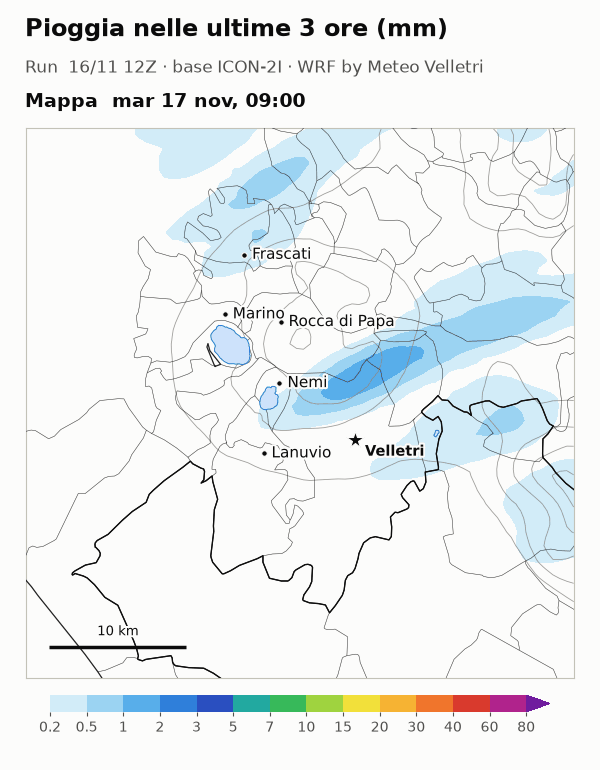 Pioggia nelle ultime 3 ore (mm)
Run  16/11 12Z · base ICON-2I · WRF by Meteo Velletri
Mappa  mar 17 nov, 09:00
Frascati
Marino
Rocca di Papa
Nemi
Velletri
Lanuvio
10 km
0.2 0.5 1 2 3 5 7 10 15 20 30 40 60 80